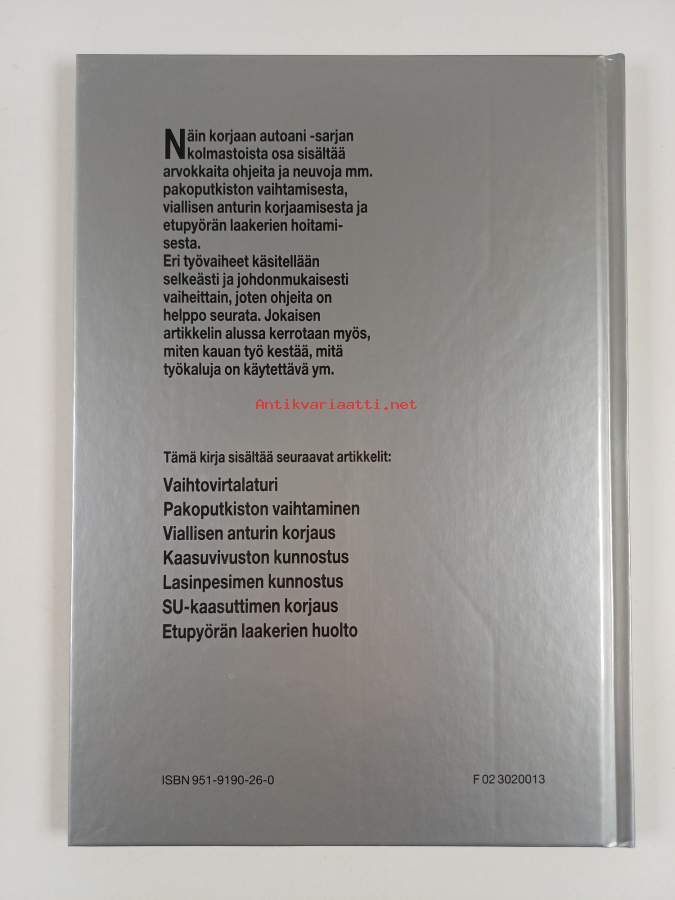 Näin korjaan autoani -sarjan
kolmastoista osa sisältää
arvokkaita ohjeita ja neuvoja mm.
pakoputkiston vaihtamisesta,
viallisen anturin korjaamisesta ja
etupyörän laakerien hoitami-
sesta.
Eri työvaiheet käsitellään
selkeästi ja johdonmukaisesti
vaiheittain, joten ohjeita on
helppo seurata. Jokaisen
artikkelin alussa kerrotaan myös,
miten kauan työ kestää, mitä
työkaluja on käytettävä ym.
Antikvariaatti.net
Tämä kirja sisältää seuraavat artikkelit:
Vaihtovirtalaturi
Pakoputkiston vaihtaminen
Viallisen anturin korjaus
Kaasuvivuston kunnostus
Lasinpesimen kunnostus
SU-kaasuttimen korjaus
Etupyörän laakerien huolto
ISBN 951-9190-26-0
F 02 3020013